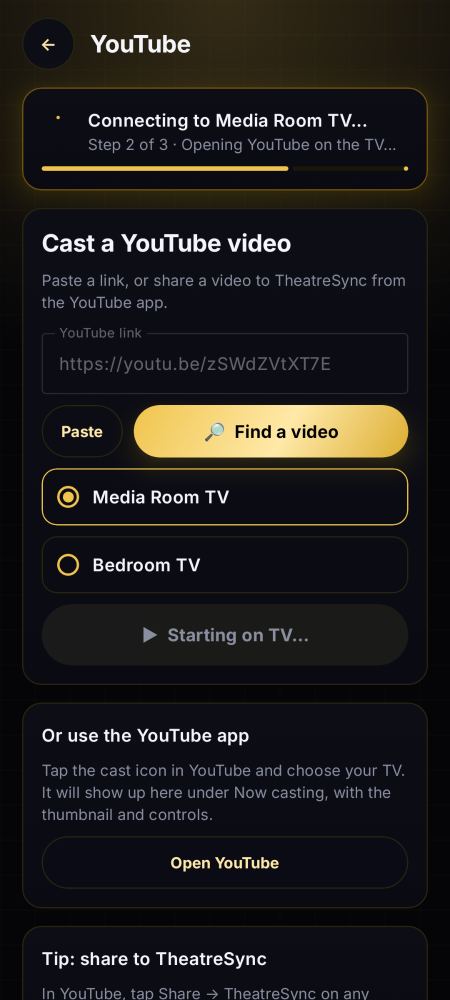 ← YouTube
Connecting to Media Room TV...
Step 2 of 3 · Opening YouTube on the TV...
Cast a YouTube video
Paste a link, or share a video to TheatreSync from
the YouTube app.
YouTube link
https://youtu.be/zSWdZVtXT7E
Paste
🔎 Find a video
Media Room TV
Bedroom TV
▶ Starting on TV...
Or use the YouTube app
Tap the cast icon in YouTube and choose your TV.
It will show up here under Now casting, with the
thumbnail and controls.
Open YouTube
Tip: share to TheatreSync
In YouTube, tap Share → TheatreSync on any